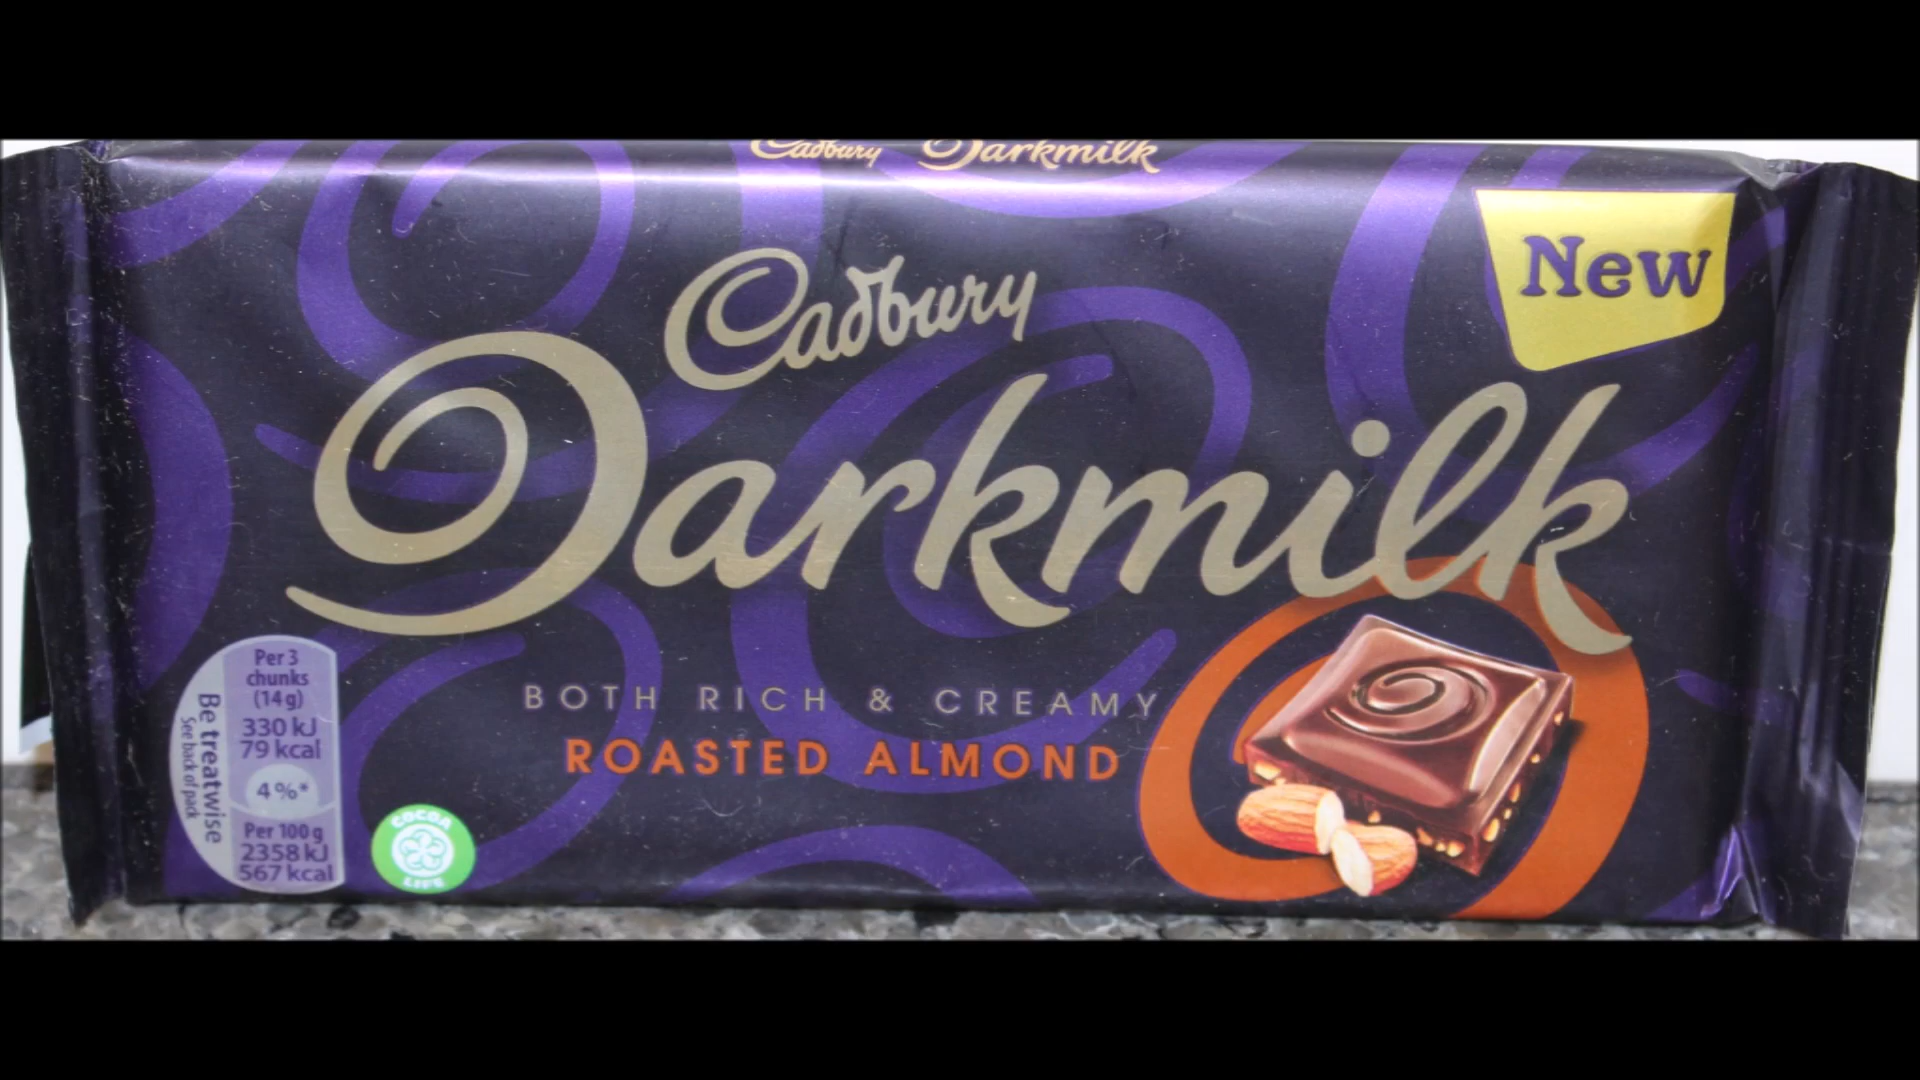 Cadbury Darkmilk
New
Cadbury
Darkmilk
BOTH RICH & CREAMY
ROASTED ALMOND
Be treatwise
See back of pack
Per 3
chunks
(14g)
330 kJ
79 kcal
4%*
Per 100g
2358 kJ
567 kcal
COCOA
LIFE